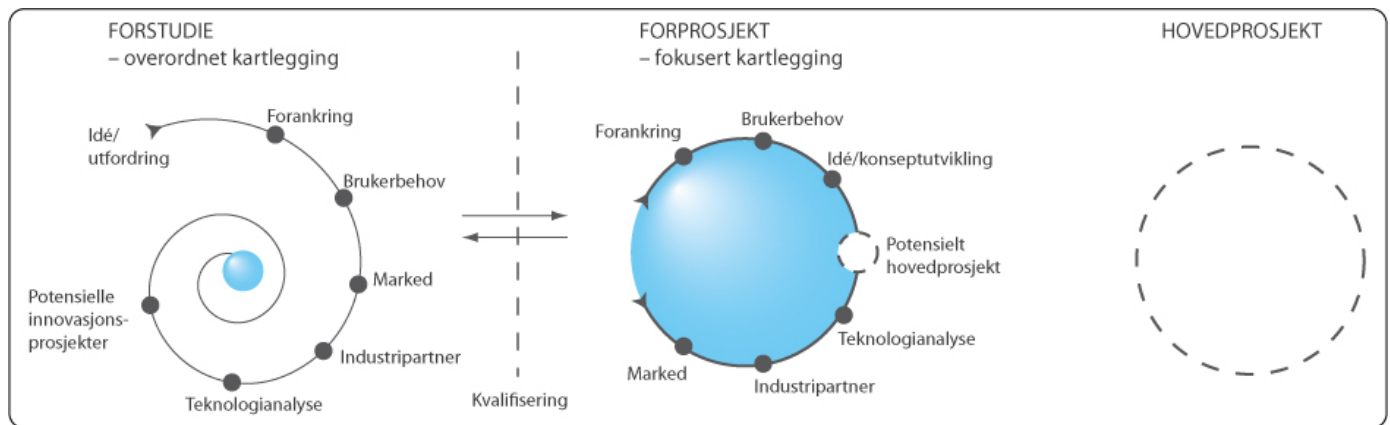 FORSTUDIE
– overordnet kartlegging
Idé/
utfordring
Forankring
Brukerbehov
Marked
Industripartner
Teknologianalyse
Potensielle
innovasjons-
prosjekter
Kvalifisering
FORPROSJEKT
– fokusert kartlegging
Forankring
Brukerbehov
Idé/konseptutvikling
Potensielt
hovedprosjekt
Teknologianalyse
Industripartner
Marked
HOVEDPROSJEKT